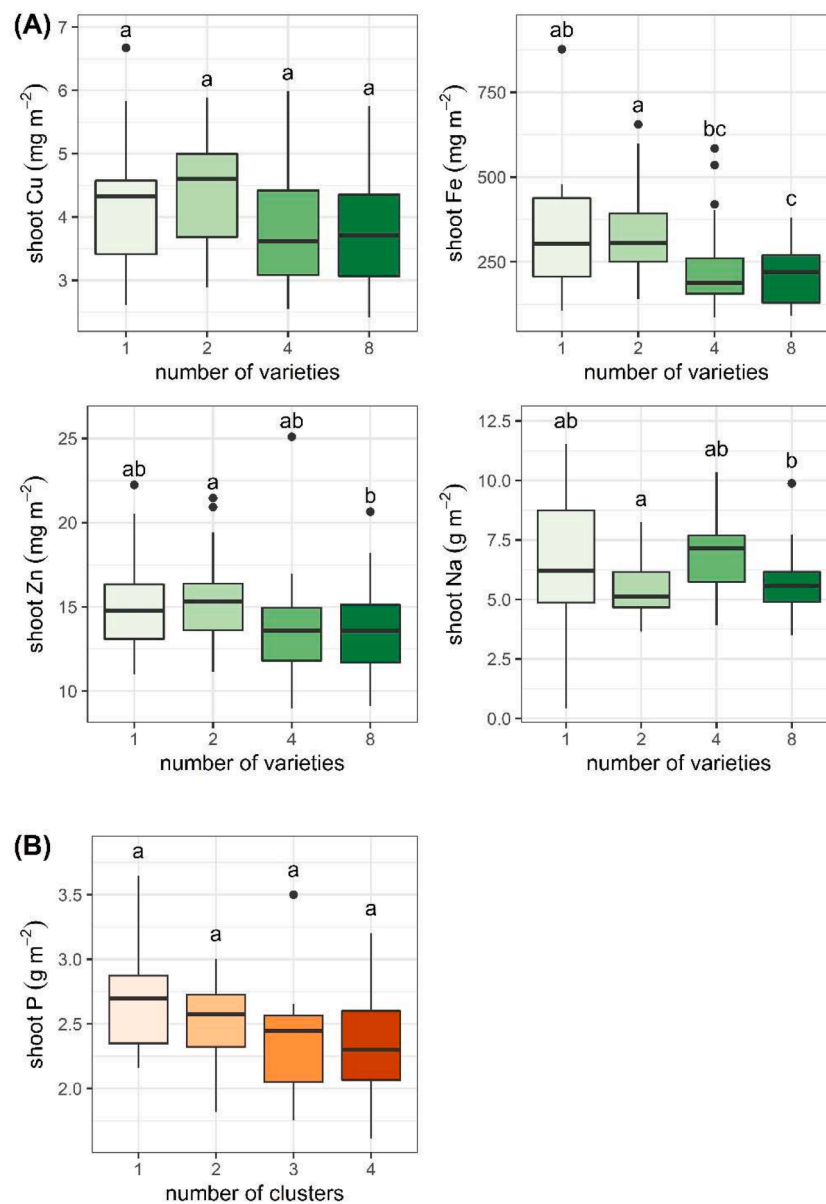 (A)
a
a
a
a
7
6
5
4
3
shoot Cu (mg m⁻²)
1 2 4 8
number of varieties
ab
a
bc
c
750
500
250
shoot Fe (mg m⁻²)
1 2 4 8
number of varieties
ab
a
ab
b
25
20
15
10
shoot Zn (mg m⁻²)
1 2 4 8
number of varieties
ab
a
ab
b
12.5
10.0
7.5
5.0
2.5
0.0
shoot Na (g m⁻²)
1 2 4 8
number of varieties
(B)
a
a
a
a
3.5
3.0
2.5
2.0
shoot P (g m⁻²)
1 2 3 4
number of clusters